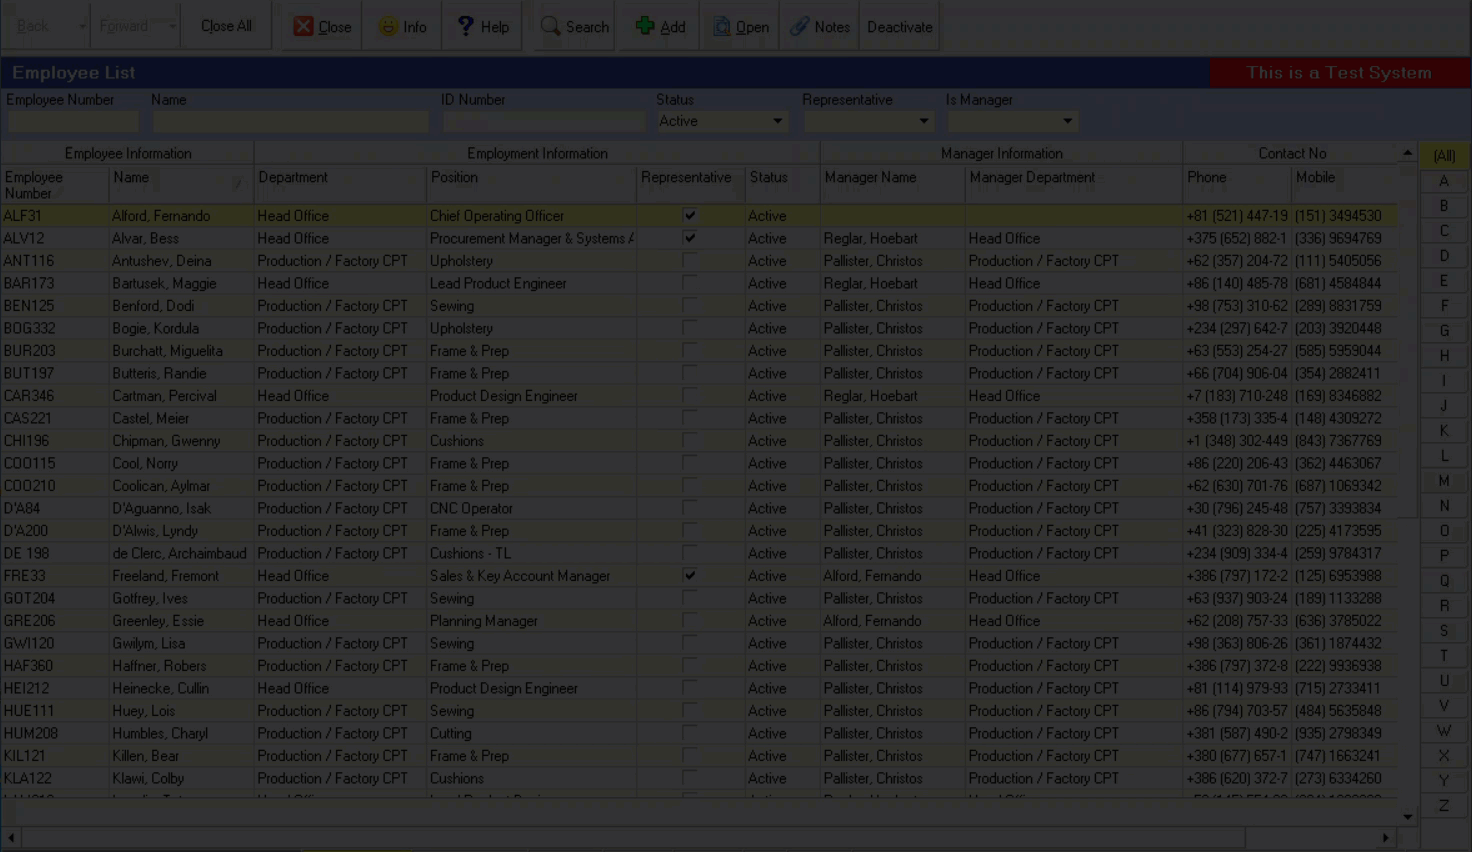 Back Forward Close All Close Info Help Search Add Open Notes Deactivate
Employee List This is a Test System
Employee Number Name ID Number Status Representative Is Manager
Active
Employee Information Employment Information Manager Information Contact No (All)
Employee Number Name Department Position Representative Status Manager Name Manager Department Phone Mobile
ALF31 Alford, Fernando Head Office Chief Operating Officer Active +81 (521) 447-19 (151) 3494530
ALV12 Alvar, Bess Head Office Procurement Manager & Systems A Active Reglar, Hoebart Head Office +375 (652) 882-1 (336) 9694769
ANT116 Antushev, Deina Production / Factory CPT Upholstery Active Pallister, Christos Production / Factory CPT +62 (357) 204-72 (111) 5405056
BAR173 Bartusek, Maggie Head Office Lead Product Engineer Active Reglar, Hoebart Head Office +86 (140) 485-78 (681) 4584844
BEN125 Benford, Dodi Production / Factory CPT Sewing Active Pallister, Christos Production / Factory CPT +98 (753) 310-62 (289) 8831759
BOG332 Bogie, Kordula Production / Factory CPT Upholstery Active Pallister, Christos Production / Factory CPT +234 (297) 642-7 (203) 3920448
BUR203 Burchatt, Miguelita Production / Factory CPT Frame & Prep Active Pallister, Christos Production / Factory CPT +63 (553) 254-27 (585) 5959044
BUT197 Butteris, Randie Production / Factory CPT Frame & Prep Active Pallister, Christos Production / Factory CPT +66 (704) 906-04 (354) 2882411
CAR346 Cartman, Percival Head Office Product Design Engineer Active Reglar, Hoebart Head Office +7 (183) 710-248 (169) 8346882
CAS221 Castel, Meier Production / Factory CPT Frame & Prep Active Pallister, Christos Production / Factory CPT +358 (173) 335-4 (148) 4309272
CHI196 Chipman, Gwenny Production / Factory CPT Cushions Active Pallister, Christos Production / Factory CPT +1 (348) 302-449 (843) 7367769
COO115 Cool, Norry Production / Factory CPT Frame & Prep Active Pallister, Christos Production / Factory CPT +86 (220) 206-43 (362) 4463067
COO210 Coolican, Aylmar Production / Factory CPT Frame & Prep Active Pallister, Christos Production / Factory CPT +62 (630) 701-76 (687) 1069342
D'A84 D'Aguanno, Isak Production / Factory CPT CNC Operator Active Pallister, Christos Production / Factory CPT +30 (796) 245-48 (757) 3393834
D'A200 D'Alwis, Lyndy Production / Factory CPT Frame & Prep Active Pallister, Christos Production / Factory CPT +41 (323) 828-30 (225) 4173595
DE 198 de Clerc, Archaimbaud Production / Factory CPT Cushions - TL Active Pallister, Christos Production / Factory CPT +234 (909) 334-4 (259) 9784317
FRE33 Freeland, Fremont Head Office Sales & Key Account Manager Active Alford, Fernando Head Office +386 (797) 172-2 (125) 6953988
GOT204 Gotfrey, Ives Production / Factory CPT Sewing Active Pallister, Christos Production / Factory CPT +63 (937) 903-24 (189) 1133288
GRE206 Greenley, Essie Head Office Planning Manager Active Alford, Fernando Head Office +62 (208) 757-33 (636) 3785022
GWI120 Gwilym, Lisa Production / Factory CPT Sewing Active Pallister, Christos Production / Factory CPT +98 (363) 806-26 (361) 1874432
HAF360 Haffner, Robers Production / Factory CPT Frame & Prep Active Pallister, Christos Production / Factory CPT +386 (797) 372-8 (222) 9936938
HEI212 Heinecke, Cullin Head Office Product Design Engineer Active Pallister, Christos Production / Factory CPT +81 (114) 979-93 (715) 2733411
HUE111 Huey, Lois Production / Factory CPT Sewing Active Pallister, Christos Production / Factory CPT +86 (794) 703-57 (484) 5635848
HUM208 Humbles, Charyl Production / Factory CPT Cutting Active Pallister, Christos Production / Factory CPT +381 (587) 490-2 (935) 2798349
KIL121 Killen, Bear Production / Factory CPT Frame & Prep Active Pallister, Christos Production / Factory CPT +380 (677) 657-1 (747) 1663241
KLA122 Klawi, Colby Production / Factory CPT Cushions Active Pallister, Christos Production / Factory CPT +386 (620) 372-7 (273) 6334260
A
B
C
D
E
F
G
H
I
J
K
L
M
N
O
P
Q
R
S
T
U
V
W
X
Y
Z